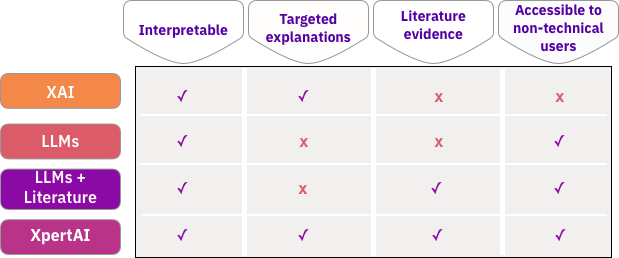 Interpretable
Targeted
explanations
Literature
evidence
Accessible to
non-technical
users
XAI ✓ ✓ x x
LLMs ✓ x x ✓
LLMs +
Literature ✓ x ✓ ✓
XpertAI ✓ ✓ ✓ ✓